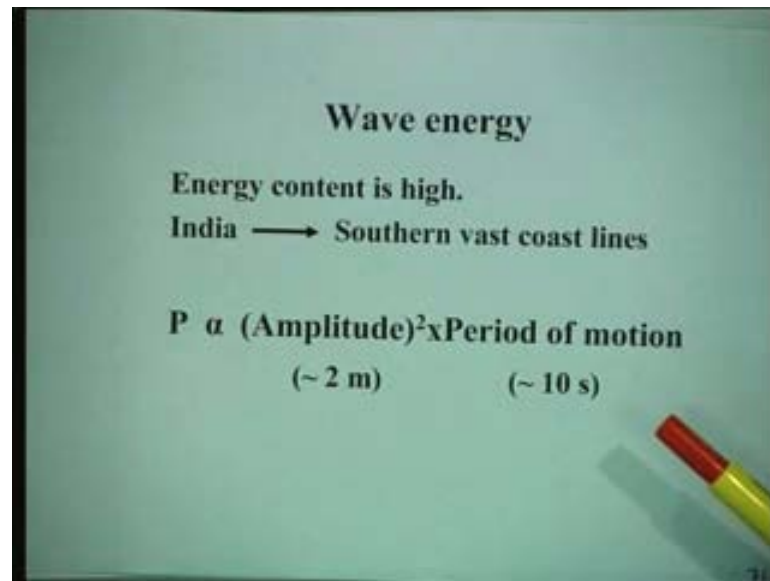 Wave energy
Energy content is high.
India ⟶ Southern vast coast lines
P α (Amplitude)²xPeriod of motion
(~ 2 m) (~ 10 s)